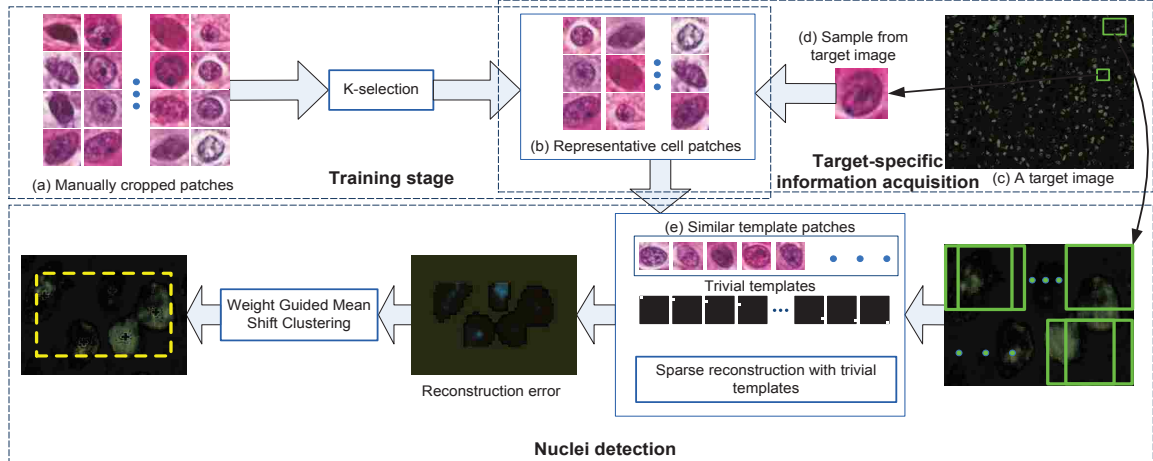 (a) Manually cropped patches
K-selection
Training stage
(b) Representative cell patches
(d) Sample from
target image
Target-specific
information acquisition
(c) A target image
(e) Similar template patches
Trivial templates
Sparse reconstruction with trivial
templates
Reconstruction error
Weight Guided Mean
Shift Clustering
Nuclei detection